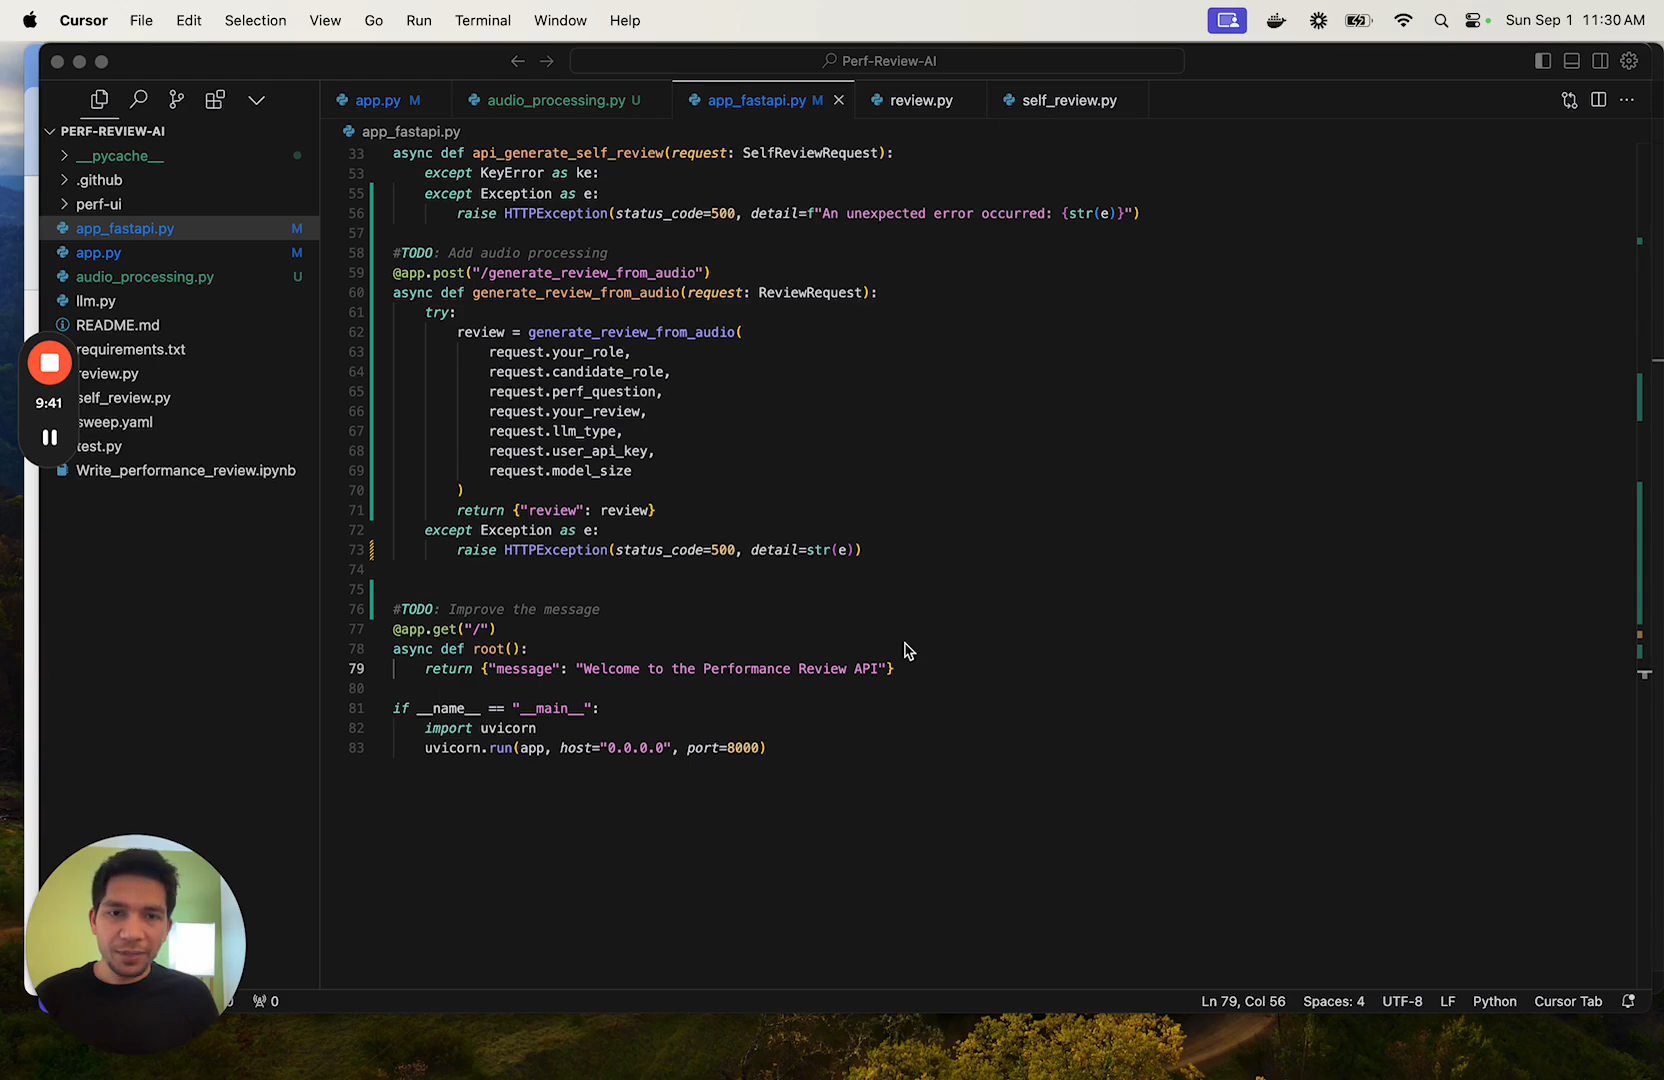 Cursor File Edit Selection View Go Run Terminal Window Help Sun Sep 1 11:30 AM
Perf-Review-AI
app.py M audio_processing.py U app_fastapi.py M review.py self_review.py
PERF-REVIEW-AI
__pycache__
.github
perf-ui
app_fastapi.py M
app.py M
audio_processing.py U
llm.py
README.md
requirements.txt
review.py
self_review.py
sweep.yaml
test.py
Write_performance_review.ipynb
9:41
app_fastapi.py
33 async def api_generate_self_review(request: SelfReviewRequest):
53 except KeyError as ke:
55 except Exception as e:
56 raise HTTPException(status_code=500, detail=f"An unexpected error occurred: {str(e)}")
57
58 #TODO: Add audio processing
59 @app.post("/generate_review_from_audio")
60 async def generate_review_from_audio(request: ReviewRequest):
61 try:
62 review = generate_review_from_audio(
63 request.your_role,
64 request.candidate_role,
65 request.perf_question,
66 request.your_review,
67 request.llm_type,
68 request.user_api_key,
69 request.model_size
70 )
71 return {"review": review}
72 except Exception as e:
73 raise HTTPException(status_code=500, detail=str(e))
74
75
76 #TODO: Improve the message
77 @app.get("/")
78 async def root():
79 return {"message": "Welcome to the Performance Review API"}
80
81 if __name__ == "__main__":
82 import uvicorn
83 uvicorn.run(app, host="0.0.0.0", port=8000)
0 Ln 79, Col 56 Spaces: 4 UTF-8 LF Python Cursor Tab